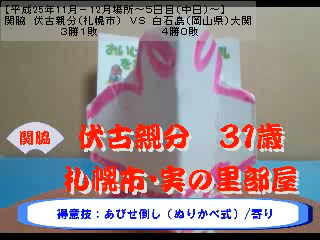 【平成25年11月－12月場所～5日目(中日)～】
関脇 伏古親分(札幌市) VS 白石島(岡山県)大関
3勝1敗 4勝0敗
おいし
を
関脇 伏古親分 31歳
札幌市・実の里部屋
得意技：あびせ倒し（ぬりかべ式）/寄り